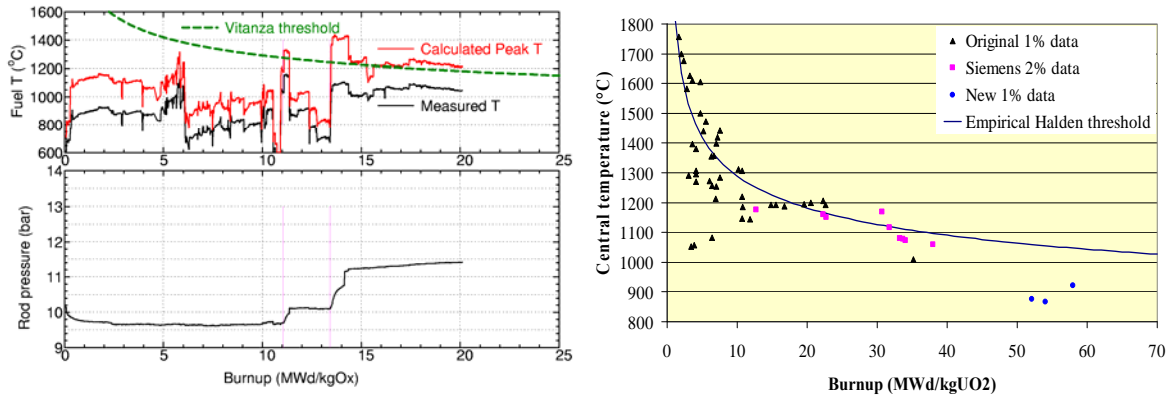 1600
1400
1200
1000
800
600
Fuel T (°C)
Vitanza threshold
Calculated Peak T
Measured T
0 5 10 15 20 25
14
13
12
11
10
9
Rod pressure (bar)
0 5 10 15 20 25
Burnup (MWd/kgOx)
1800
1700
1600
1500
1400
1300
1200
1100
1000
900
800
Central temperature (°C)
Original 1% data
Siemens 2% data
New 1% data
Empirical Halden threshold
0 10 20 30 40 50 60 70
Burnup (MWd/kgUO2)